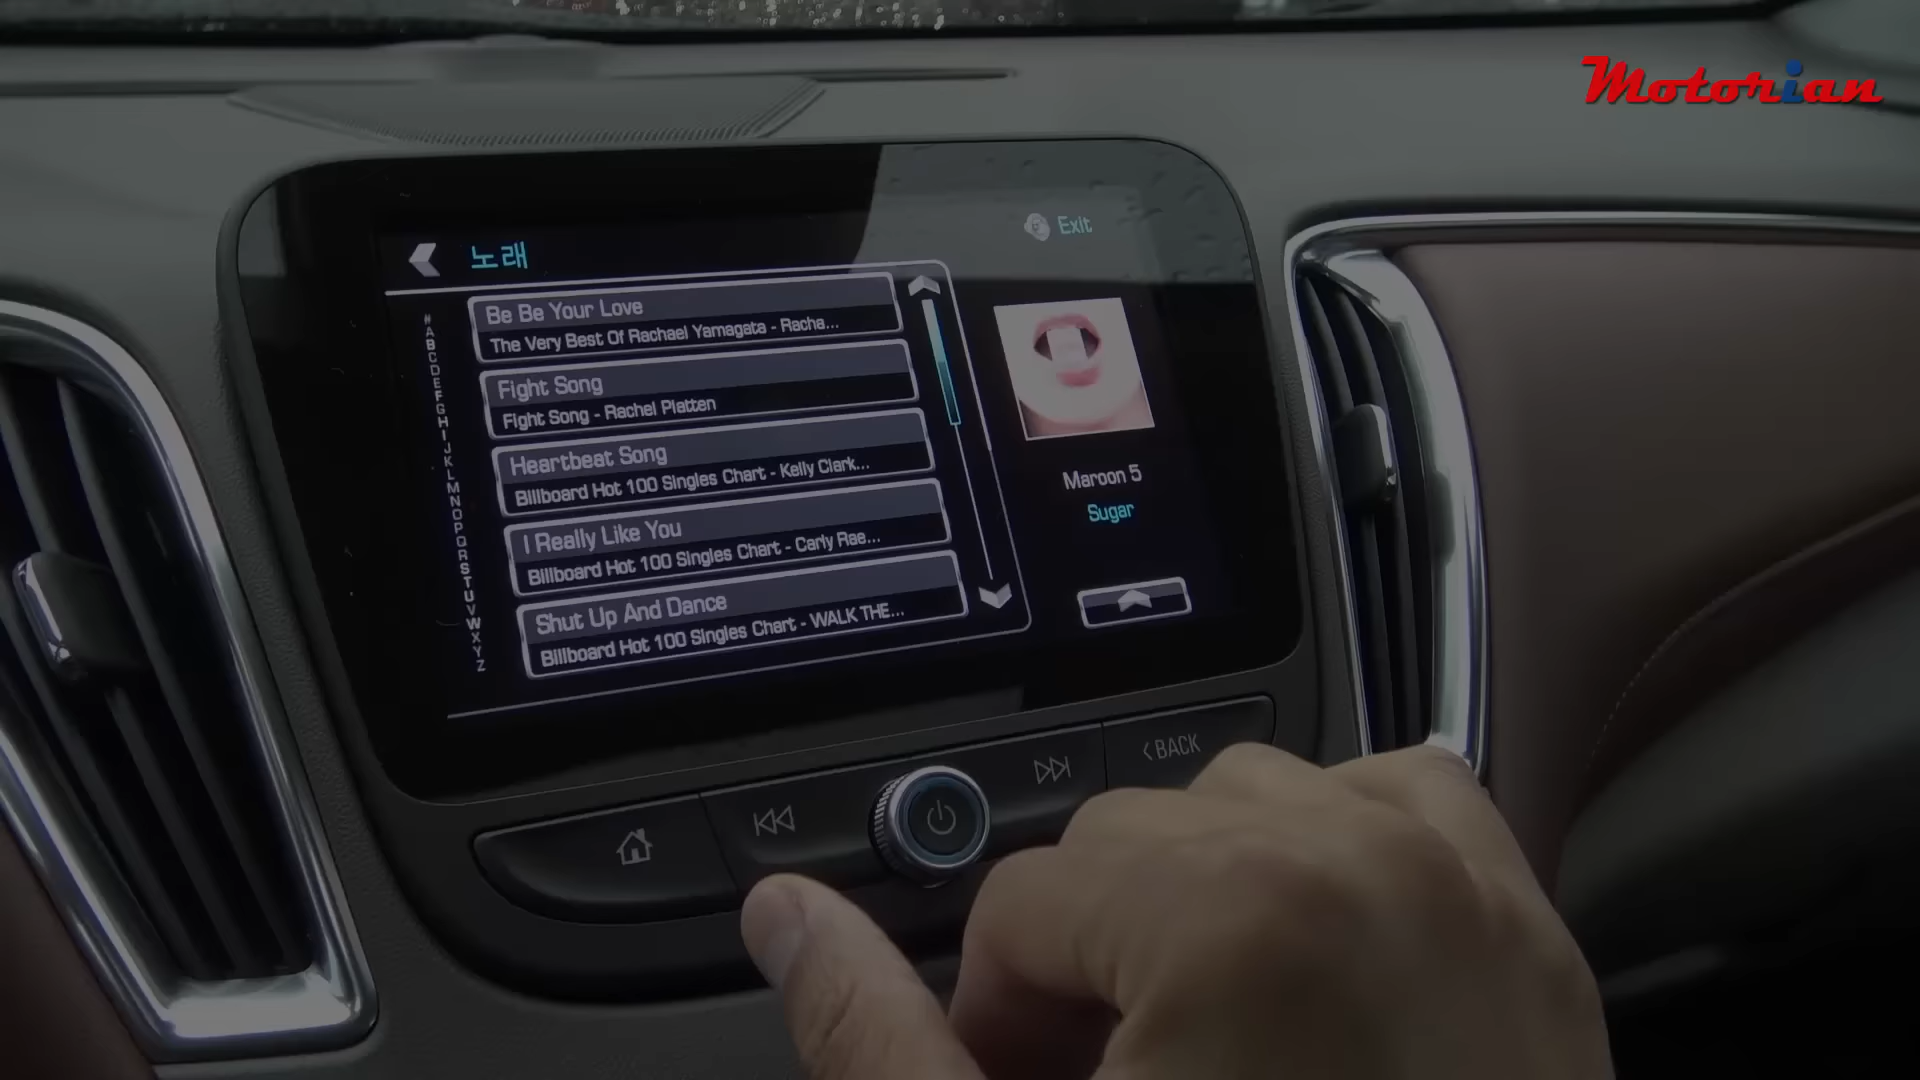 Motorian
노래
Exit
Be Be Your Love
The Very Best Of Rachael Yamagata - Racha...
Fight Song
Fight Song - Rachel Platten
Heartbeat Song
Billboard Hot 100 Singles Chart - Kelly Clark...
I Really Like You
Billboard Hot 100 Singles Chart - Carly Rae...
Shut Up And Dance
Billboard Hot 100 Singles Chart - WALK THE...
#
A
B
C
D
E
F
G
H
I
J
K
L
M
N
O
P
Q
R
S
T
U
V
W
X
Y
Z
Maroon 5
Sugar
< BACK